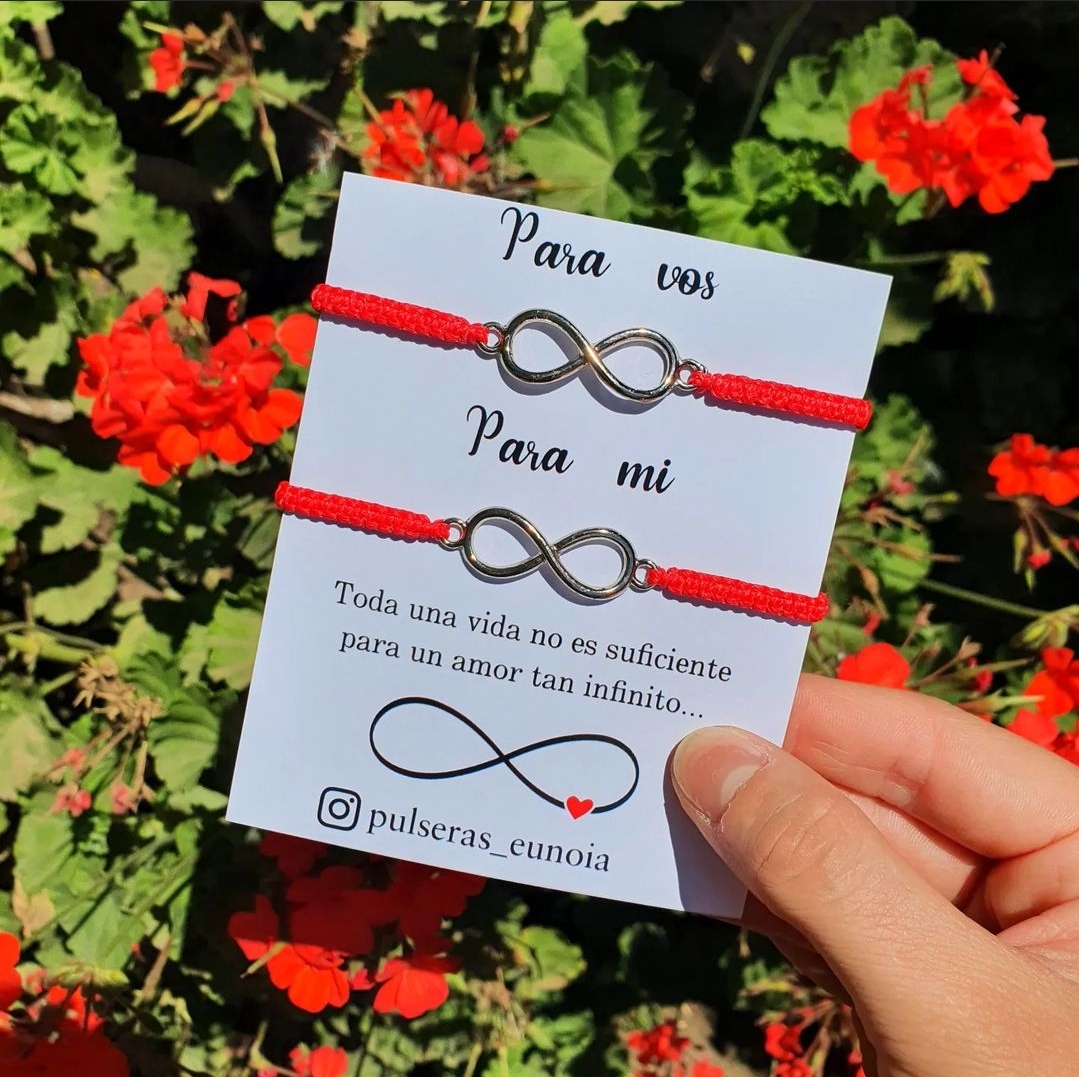 Para vos
Para mi
Toda una vida no es suficiente
para un amor tan infinito...
pulseras_eunoia